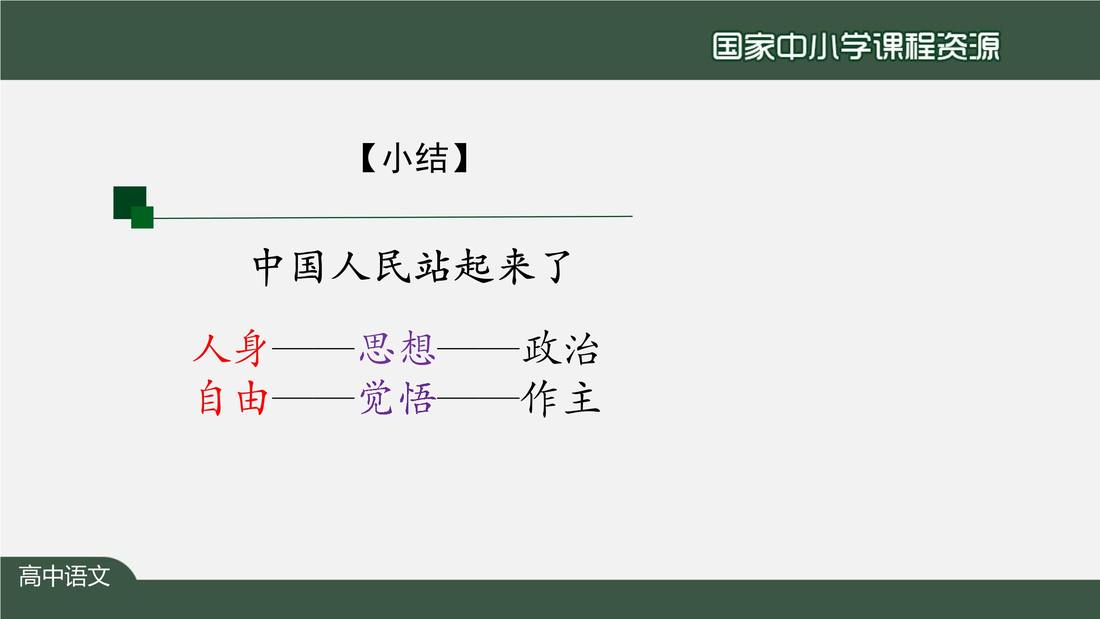 国家中小学课程资源
【小结】
中国人民站起来了
人身——思想——政治
自由——觉悟——作主
高中语文